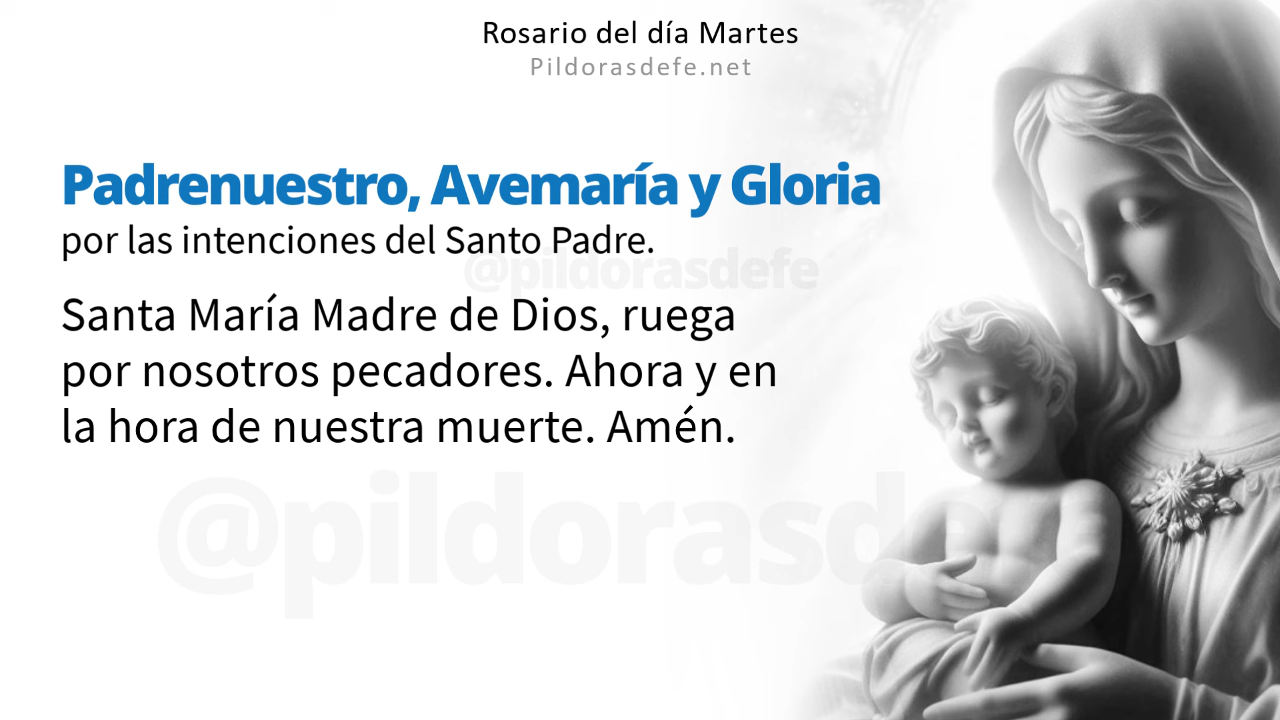 Rosario del día Martes
Pildorasdefe.net
Padrenuestro, Avemaría y Gloria
por las intenciones del Santo Padre.
@pildorasdefe
Santa María Madre de Dios, ruega
por nosotros pecadores. Ahora y en
la hora de nuestra muerte. Amén.
@pildorasdefe